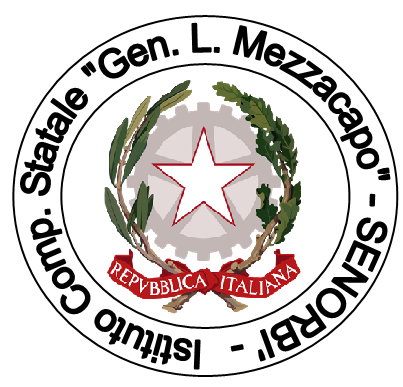 Istituto Comp. Statale "Gen. L. Mezzacapo" - SENORBI' -
REPVBBLICA ITALIANA